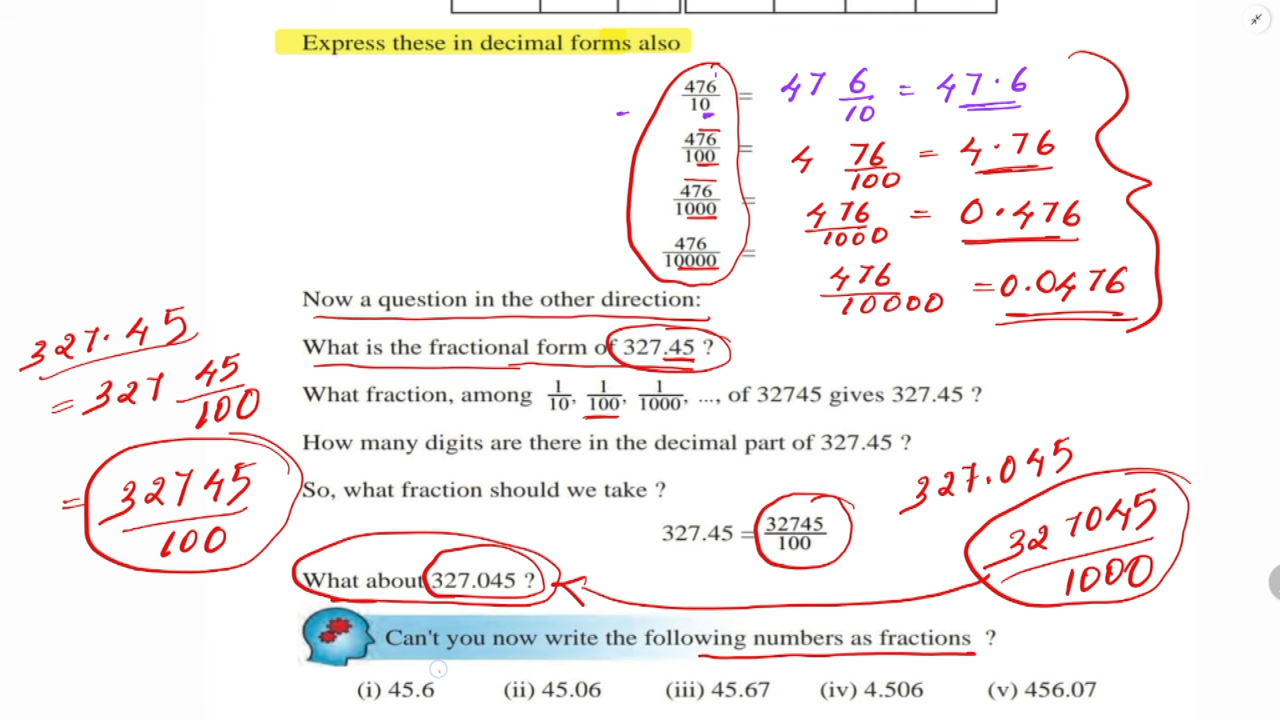 Express these in decimal forms also
476/10 = 47 6/10 = 47.6
476/100 = 4 76/100 = 4.76
476/1000 = 476/1000 = 0.476
476/10000 = 476/10000 = 0.0476
Now a question in the other direction:
What is the fractional form of 327.45 ?
327.45
= 327 45/100
= 32745/100
What fraction, among 1/10, 1/100, 1/1000, ..., of 32745 gives 327.45 ?
How many digits are there in the decimal part of 327.45 ?
So, what fraction should we take ?
327.45 = 32745/100
327.045
327045/1000
What about 327.045 ?
Can't you now write the following numbers as fractions ?
(i) 45.6 (ii) 45.06 (iii) 45.67 (iv) 4.506 (v) 456.07